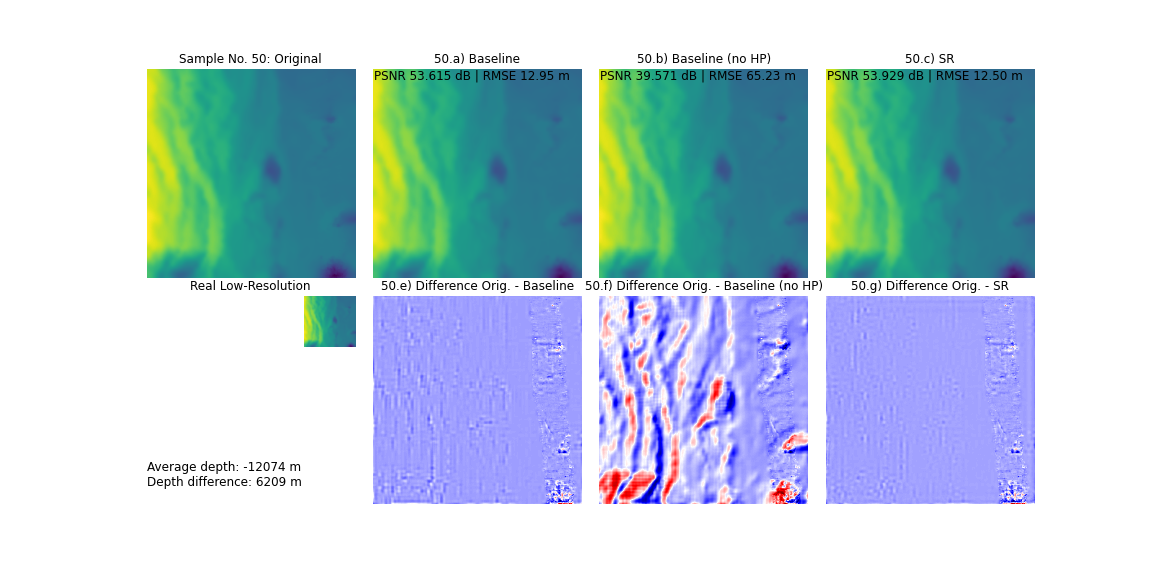 Sample No. 50: Original
50.a) Baseline
50.b) Baseline (no HP)
50.c) SR
PSNR 53.615 dB | RMSE 12.95 m
PSNR 39.571 dB | RMSE 65.23 m
PSNR 53.929 dB | RMSE 12.50 m
Real Low-Resolution
50.e) Difference Orig. - Baseline
50.f) Difference Orig. - Baseline (no HP)
50.g) Difference Orig. - SR
Average depth: -12074 m
Depth difference: 6209 m